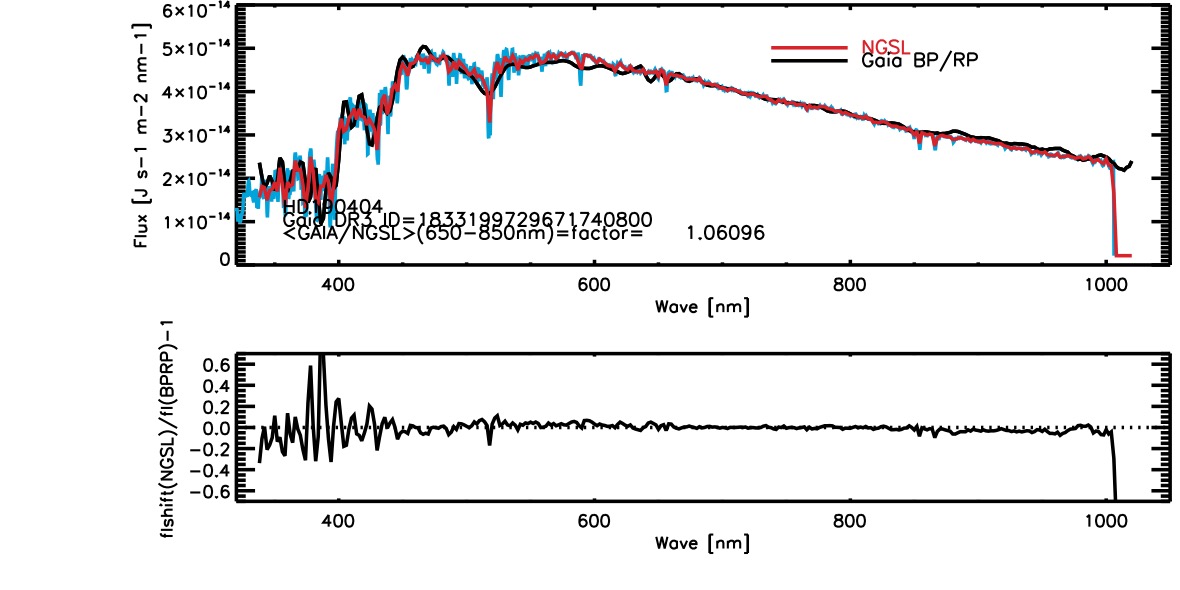 6×10-14
5×10-14
4×10-14
3×10-14
2×10-14
1×10-14
0
Flux [J s-1 m-2 nm-1]
NGSL
Gaia BP/RP
HD190404
Gaia DR3 ID=1833199729671740800
<GAIA/NGSL>(650-850nm)=factor= 1.06096
400 600 800 1000
Wave [nm]
flshift(NGSL)/fl(BPRP)-1
0.6
0.4
0.2
0.0
-0.2
-0.4
-0.6
400 600 800 1000
Wave [nm]